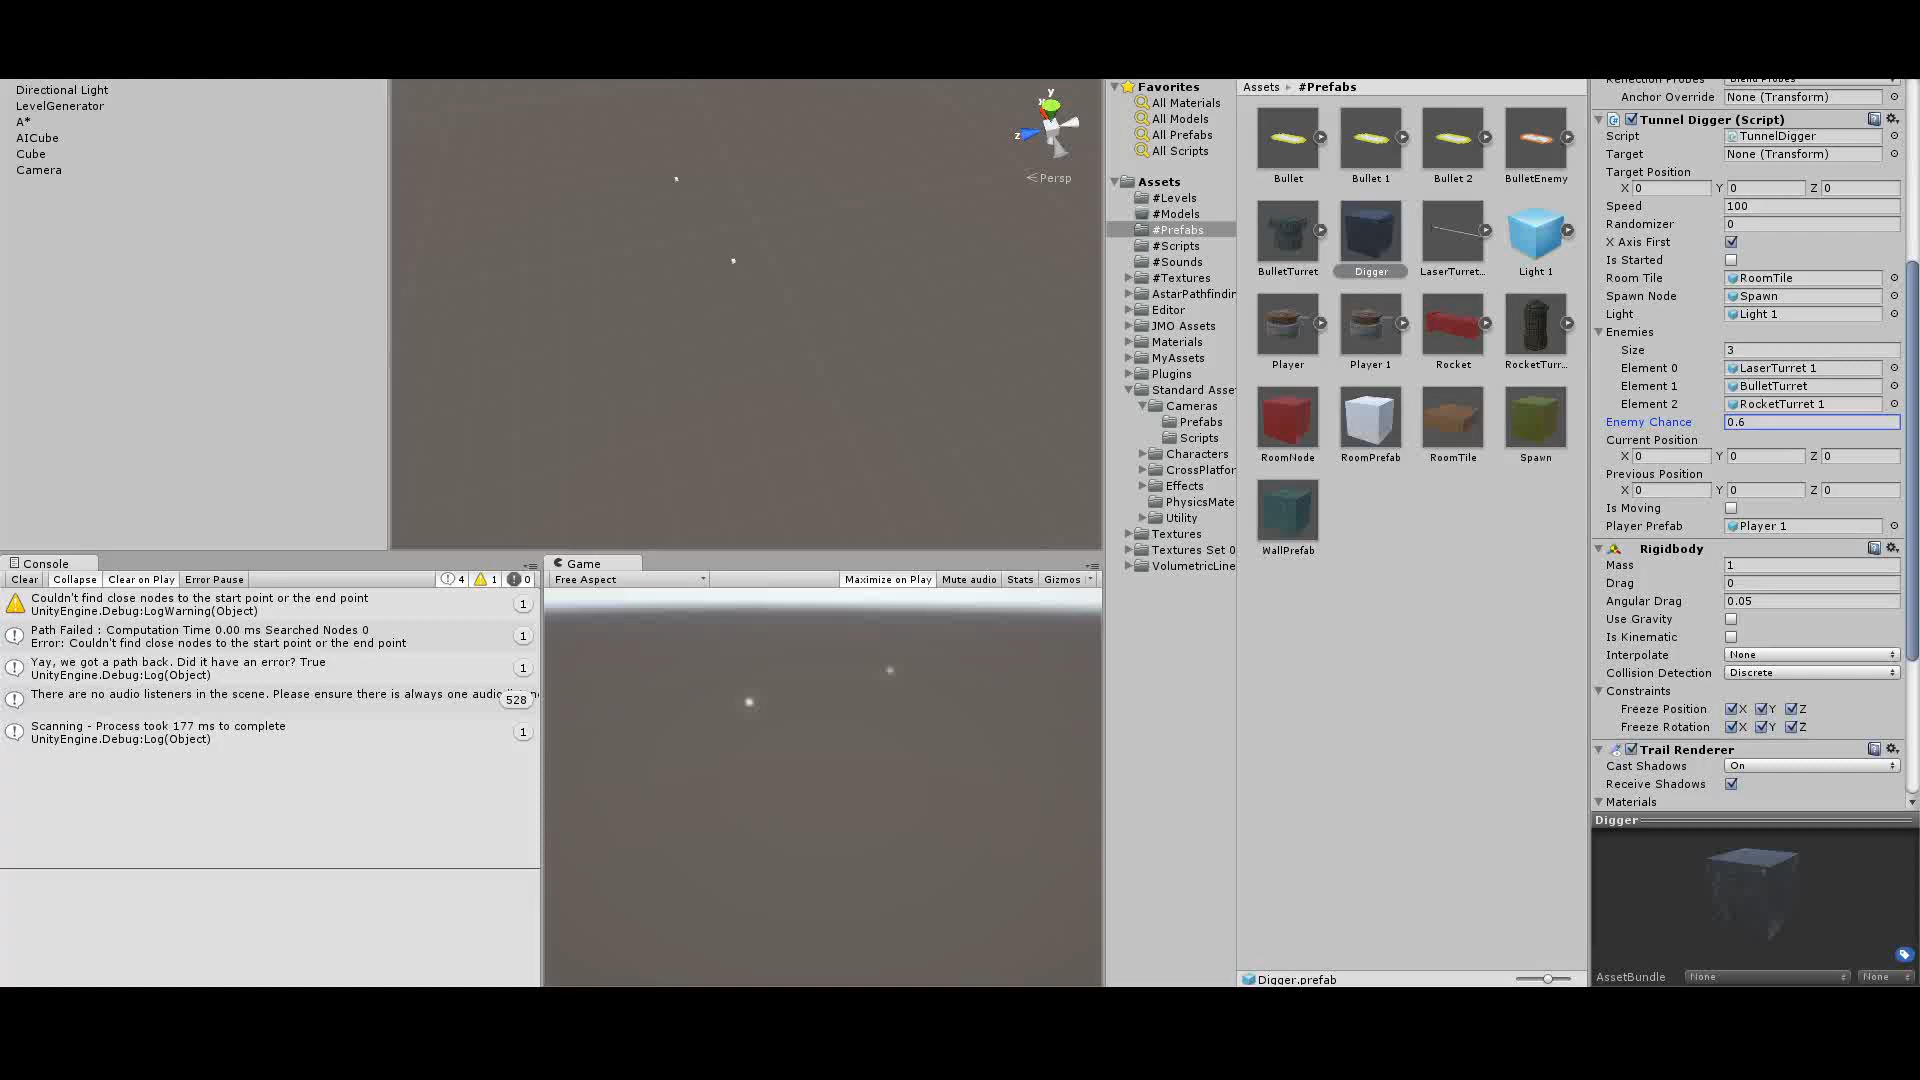 Directional Light
LevelGenerator
A*
AICube
Cube
Camera
y
x
z
Persp
Favorites
All Materials
All Models
All Prefabs
All Scripts
Assets
#Levels
#Models
#Prefabs
#Scripts
#Sounds
#Textures
AstarPathfindin
Editor
JMO Assets
Materials
MyAssets
Plugins
Standard Asse
Cameras
Prefabs
Scripts
Characters
CrossPlatfor
Effects
PhysicsMate
Utility
Textures
Textures Set 0
VolumetricLine
Assets #Prefabs
Bullet Bullet 1 Bullet 2 BulletEnemy
BulletTurret Digger LaserTurret... Light 1
Player Player 1 Rocket RocketTurr...
RoomNode RoomPrefab RoomTile Spawn
WallPrefab
Digger.prefab
Reflection Probes Blend Probes
Anchor Override None (Transform)
Tunnel Digger (Script)
Script TunnelDigger
Target None (Transform)
Target Position
X 0 Y 0 Z 0
Speed 100
Randomizer 0
X Axis First
Is Started
Room Tile RoomTile
Spawn Node Spawn
Light Light 1
Enemies
Size 3
Element 0 LaserTurret 1
Element 1 BulletTurret
Element 2 RocketTurret 1
Enemy Chance 0.6
Current Position
X 0 Y 0 Z 0
Previous Position
X 0 Y 0 Z 0
Is Moving
Player Prefab Player 1
Rigidbody
Mass 1
Drag 0
Angular Drag 0.05
Use Gravity
Is Kinematic
Interpolate None
Collision Detection Discrete
Constraints
Freeze Position X Y Z
Freeze Rotation X Y Z
Trail Renderer
Cast Shadows On
Receive Shadows
Materials
Digger
AssetBundle None None
Console
Clear Collapse Clear on Play Error Pause 4 1 0
Couldn't find close nodes to the start point or the end point
UnityEngine.Debug:LogWarning(Object)
1
Path Failed : Computation Time 0.00 ms Searched Nodes 0
Error: Couldn't find close nodes to the start point or the end point
1
Yay, we got a path back. Did it have an error? True
UnityEngine.Debug:Log(Object)
1
There are no audio listeners in the scene. Please ensure there is always one audio
528
Scanning - Process took 177 ms to complete
UnityEngine.Debug:Log(Object)
1
Game
Free Aspect Maximize on Play Mute audio Stats Gizmos